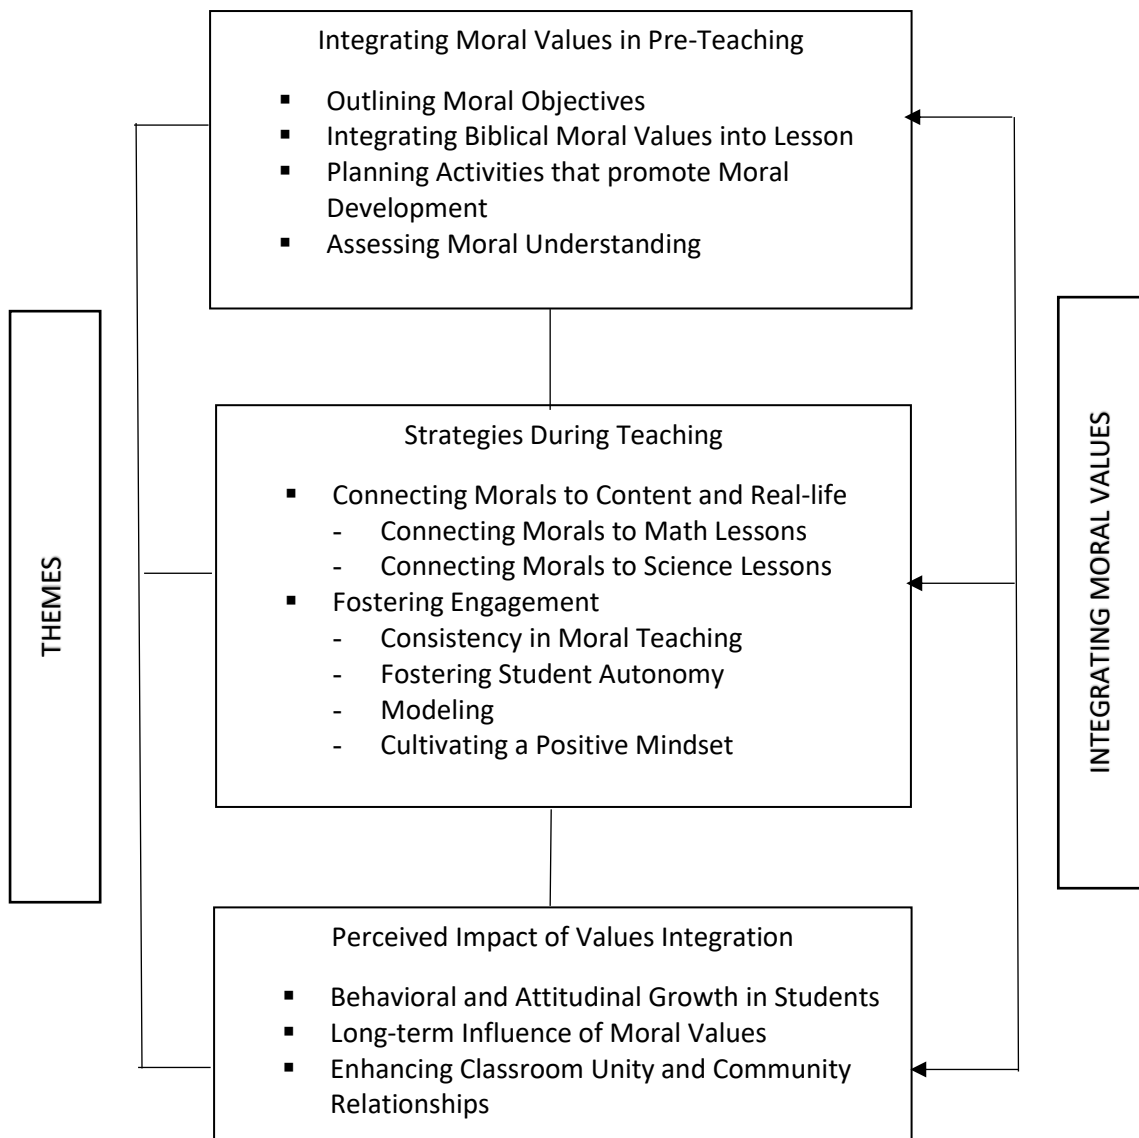 Integrating Moral Values in Pre-Teaching
▪ Outlining Moral Objectives
▪ Integrating Biblical Moral Values into Lesson
▪ Planning Activities that promote Moral
Development
▪ Assessing Moral Understanding
THEMES
Strategies During Teaching
▪ Connecting Morals to Content and Real-life
- Connecting Morals to Math Lessons
- Connecting Morals to Science Lessons
▪ Fostering Engagement
- Consistency in Moral Teaching
- Fostering Student Autonomy
- Modeling
- Cultivating a Positive Mindset
INTEGRATING MORAL VALUES
Perceived Impact of Values Integration
▪ Behavioral and Attitudinal Growth in Students
▪ Long-term Influence of Moral Values
▪ Enhancing Classroom Unity and Community
Relationships